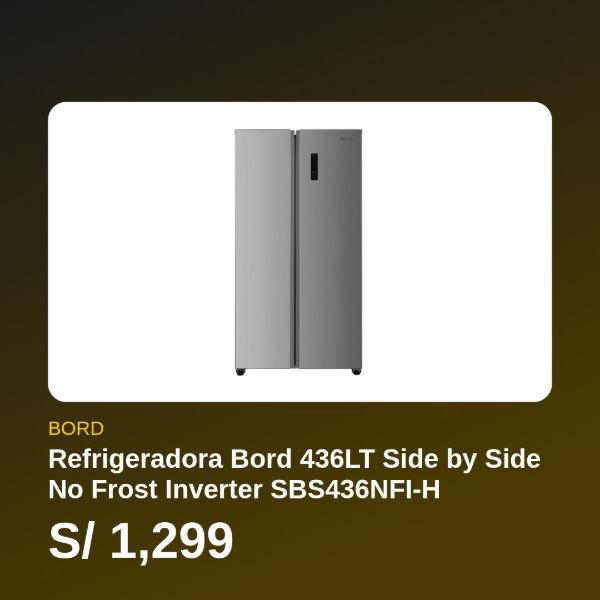 BORD
Refrigeradora Bord 436LT Side by Side
No Frost Inverter SBS436NFI-H
S/ 1,299